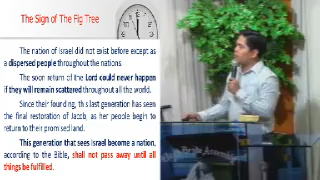 The Sign of The Fig Tree
The nation of Israel did not exist before except as
a dispersed people throughout the nations.
The soon return of the Lord could never happen
if they will remain scattered throughout all the world.
Since their founding, this last generation has seen
the final restoration of Jacob, as her people begin to
return to their promised land.
This generation that sees Israel become a nation,
according to the Bible, shall not pass away until all
things be fulfilled.